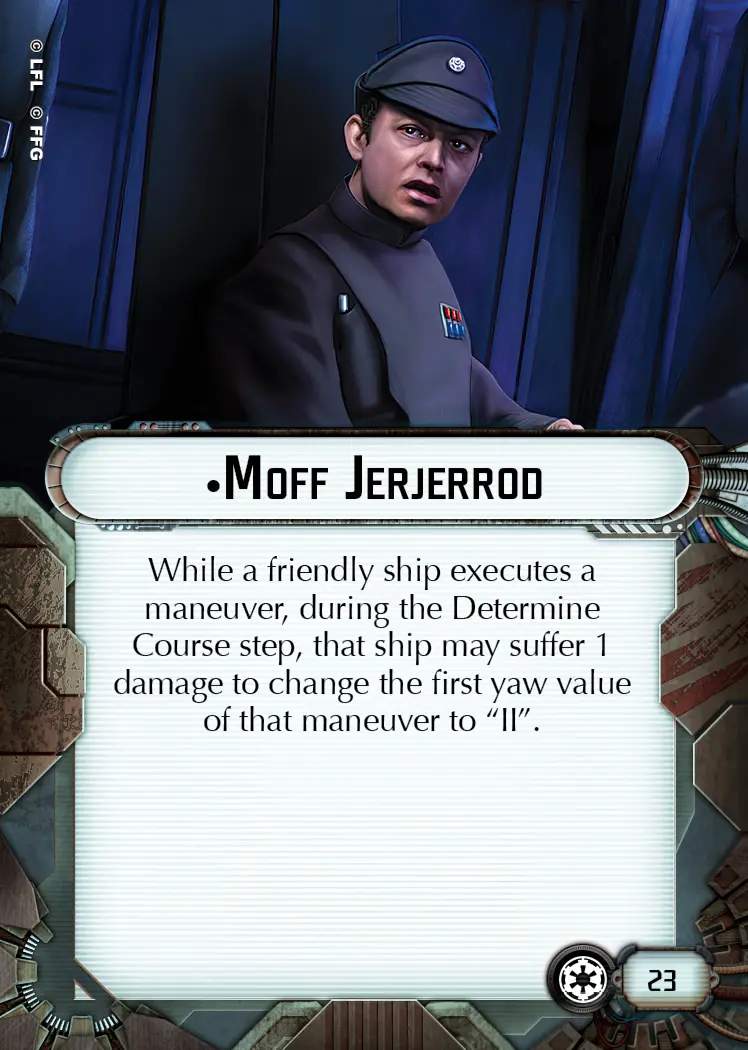 © LFL © FFG
•Moff Jerjerrod
While a friendly ship executes a
maneuver, during the Determine
Course step, that ship may suffer 1
damage to change the first yaw value
of that maneuver to “II”.
23